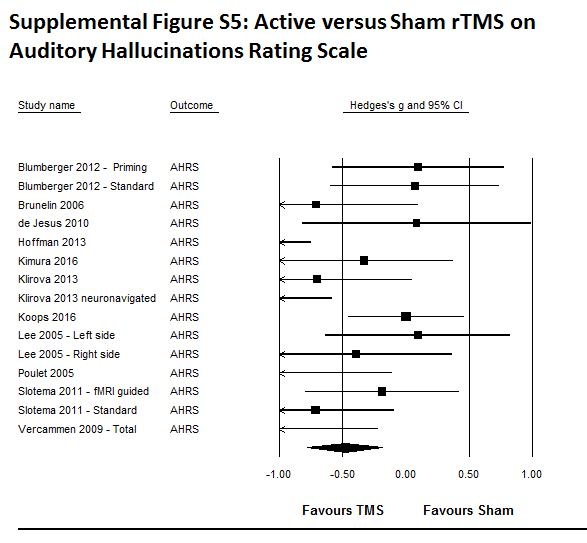 Supplemental Figure S5: Active versus Sham rTMS on
Auditory Hallucinations Rating Scale
Study name Outcome Hedges's g and 95% CI
Blumberger 2012 - Priming AHRS
Blumberger 2012 - Standard AHRS
Brunelin 2006 AHRS
de Jesus 2010 AHRS
Hoffman 2013 AHRS
Kimura 2016 AHRS
Klirova 2013 AHRS
Klirova 2013 neuronavigated AHRS
Koops 2016 AHRS
Lee 2005 - Left side AHRS
Lee 2005 - Right side AHRS
Poulet 2005 AHRS
Slotema 2011 - fMRI guided AHRS
Slotema 2011 - Standard AHRS
Vercammen 2009 - Total AHRS
-1.00 -0.50 0.00 0.50 1.00
Favours TMS Favours Sham